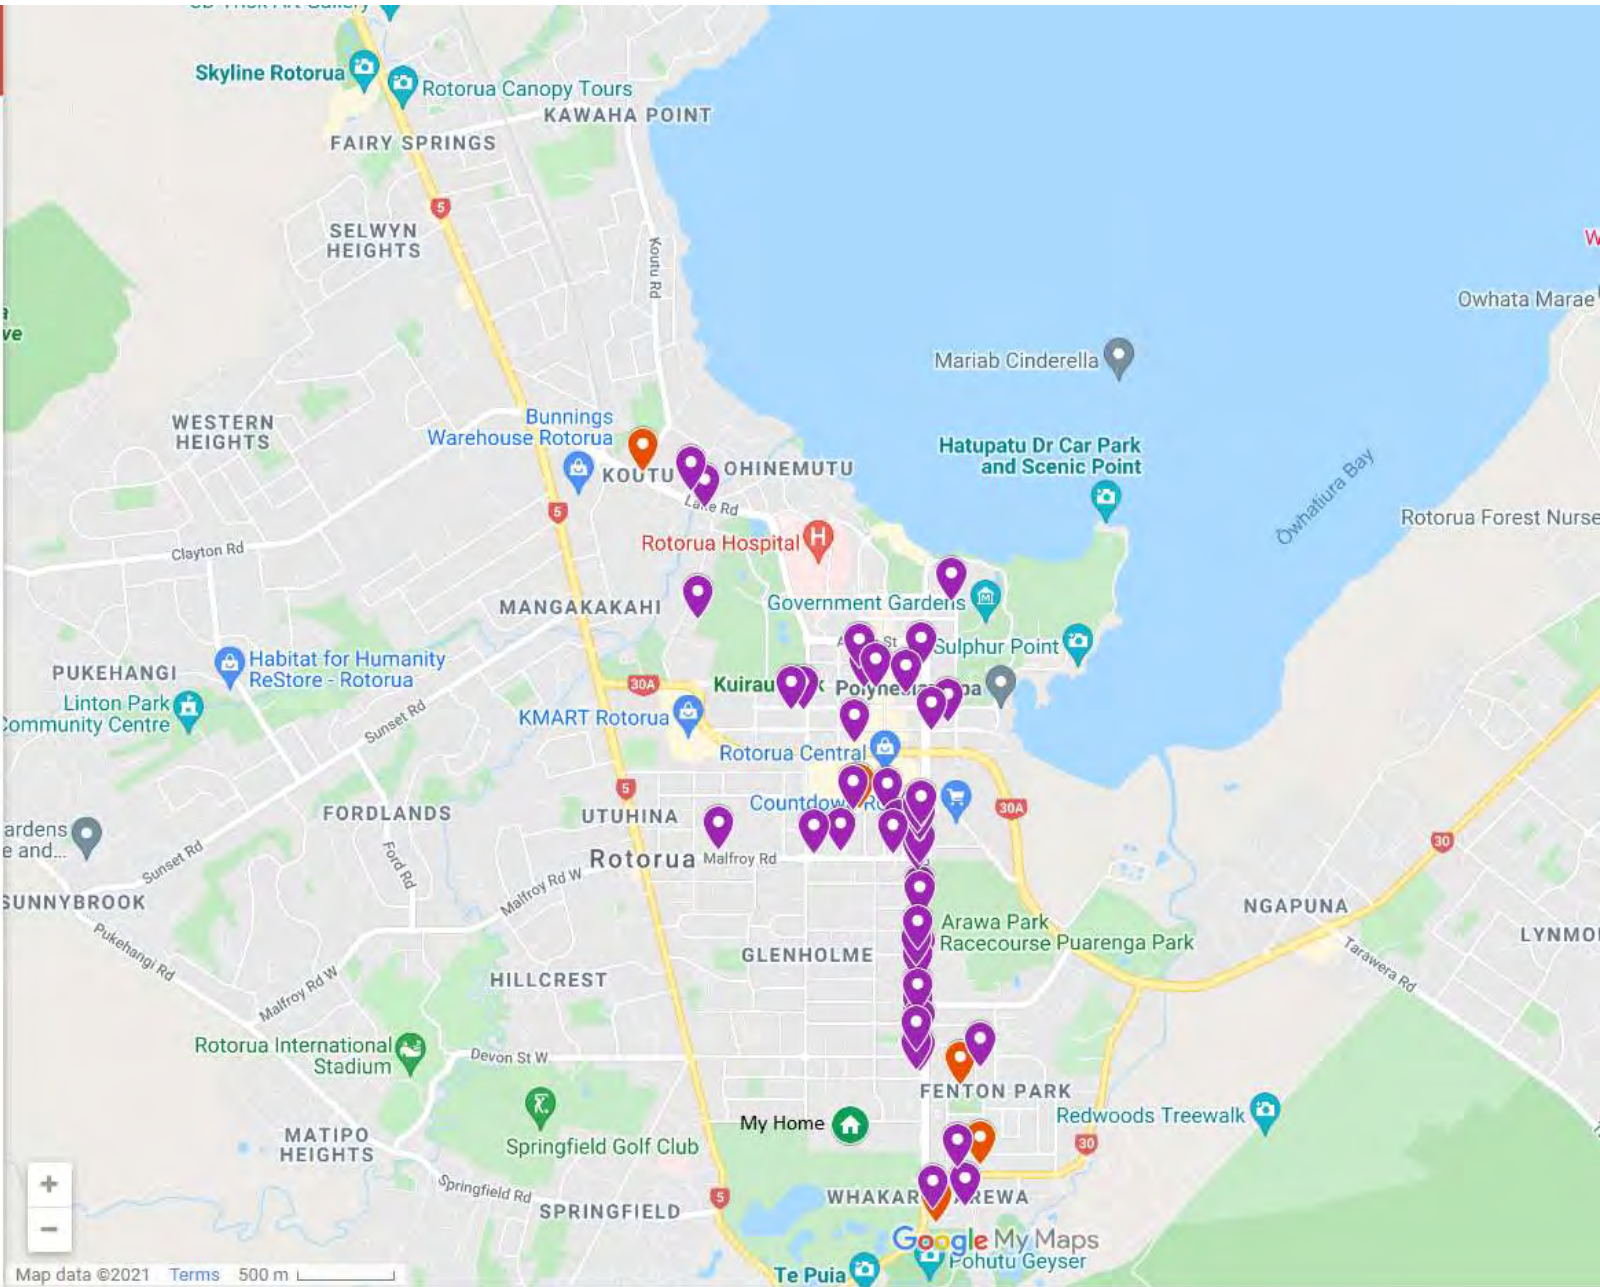 Skyline Rotorua
Rotorua Canopy Tours
KAWAHA POINT
FAIRY SPRINGS
5
SELWYN
HEIGHTS
Koutu Rd
Owhata Marae
Mariab Cinderella
WESTERN
HEIGHTS
Bunnings
Warehouse Rotorua
KOUTU
OHINEMUTU
Hatupatu Dr Car Park
and Scenic Point
Lake Rd
5
Ōwhatiura Bay
Rotorua Forest Nurse
Clayton Rd
Rotorua Hospital
H
MANGAKAKAHI
Government Gardens
St
Sulphur Point
PUKEHANGI
Habitat for Humanity
ReStore - Rotorua
30A
Linton Park
Community Centre
Sunset Rd
KMART Rotorua
Rotorua Central
30A
5
FORDLANDS
UTUHINA
30
Sunset Rd
Ford Rd
Rotorua
Malfroy Rd
Malfroy Rd W
SUNNYBROOK
NGAPUNA
Pukehangi Rd
Arawa Park
Racecourse
Puarenga Park
GLENHOLME
Tarawera Rd
HILLCREST
Malfroy Rd W
Rotorua International
Stadium
Devon St W
FENTON PARK
My Home
Redwoods Treewalk
MATIPO
HEIGHTS
Springfield Golf Club
30
Springfield Rd
5
SPRINGFIELD
Google My Maps
Pohutu Geyser
Te Puia
+
−
Map data ©2021 Terms 500 m